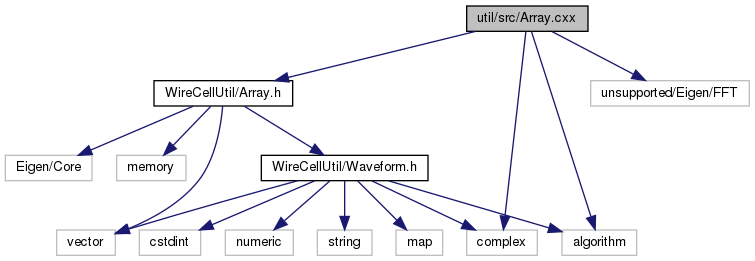 util/src/Array.cxx
WireCellUtil/Array.h
unsupported/Eigen/FFT
Eigen/Core
memory
WireCellUtil/Waveform.h
vector
cstdint
numeric
string
map
complex
algorithm